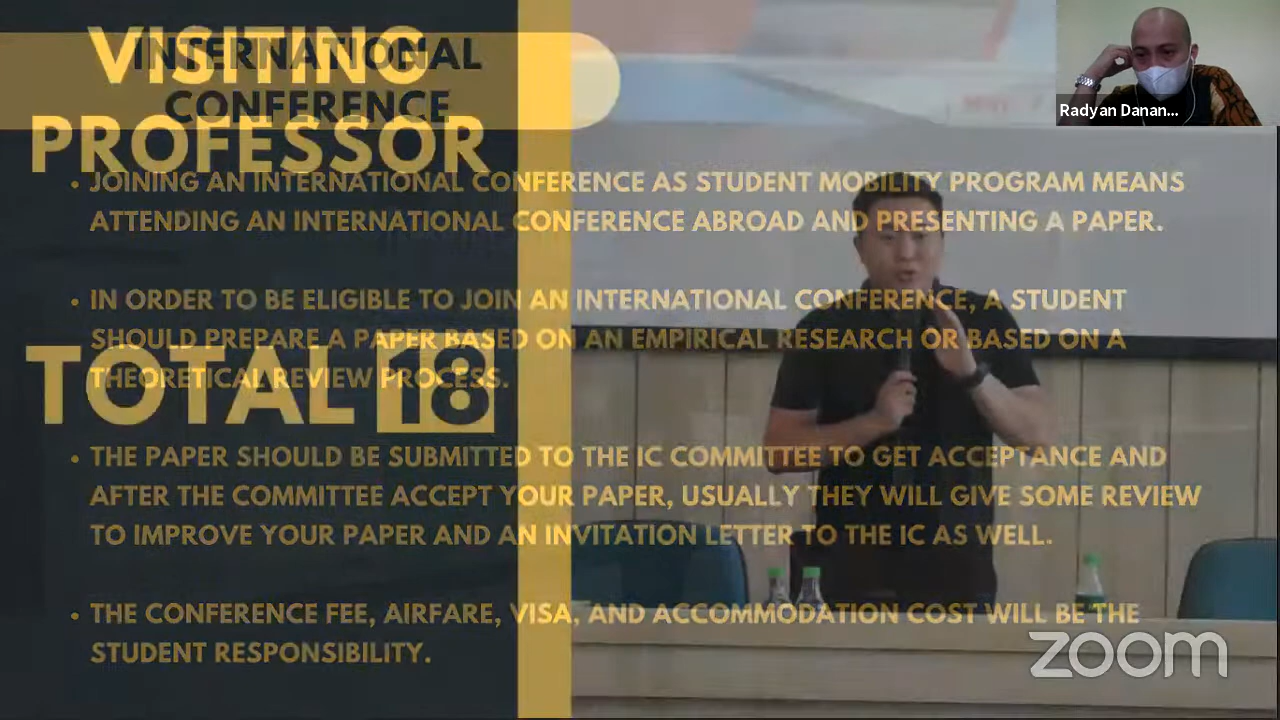 VISITING
PROFESSOR
TOTAL 18
INTERNATIONAL
CONFERENCE
• JOINING AN INTERNATIONAL CONFERENCE AS STUDENT MOBILITY PROGRAM MEANS
ATTENDING AN INTERNATIONAL CONFERENCE ABROAD AND PRESENTING A PAPER.
• IN ORDER TO BE ELIGIBLE TO JOIN AN INTERNATIONAL CONFERENCE, A STUDENT
SHOULD PREPARE A PAPER BASED ON AN EMPIRICAL RESEARCH OR BASED ON A
THEORETICAL REVIEW PROCESS.
• THE PAPER SHOULD BE SUBMITTED TO THE IC COMMITTEE TO GET ACCEPTANCE AND
AFTER THE COMMITTEE ACCEPT YOUR PAPER, USUALLY THEY WILL GIVE SOME REVIEW
TO IMPROVE YOUR PAPER AND AN INVITATION LETTER TO THE IC AS WELL.
• THE CONFERENCE FEE, AIRFARE, VISA, AND ACCOMMODATION COST WILL BE THE
STUDENT RESPONSIBILITY.
Radyan Danan...
zoom